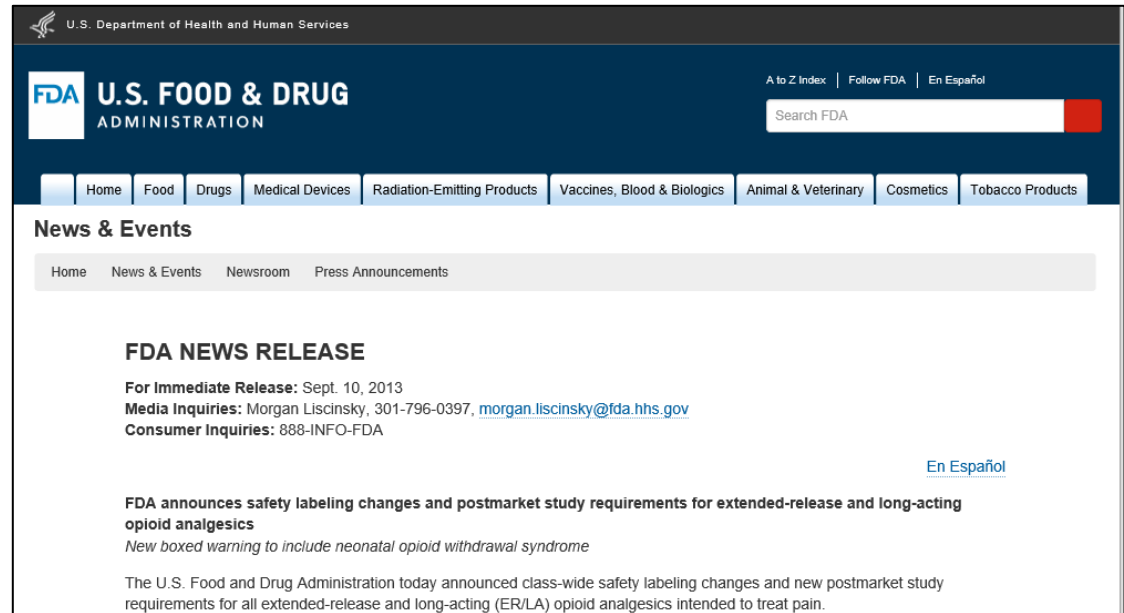 U.S. Department of Health and Human Services
A to Z Index | Follow FDA | En Español
FDA U.S. FOOD & DRUG
ADMINISTRATION
Search FDA
Home Food Drugs Medical Devices Radiation-Emitting Products Vaccines, Blood & Biologics Animal & Veterinary Cosmetics Tobacco Products
News & Events
Home News & Events Newsroom Press Announcements
FDA NEWS RELEASE
For Immediate Release: Sept. 10, 2013
Media Inquiries: Morgan Liscinsky, 301-796-0397, morgan.liscinsky@fda.hhs.gov
Consumer Inquiries: 888-INFO-FDA
En Español
FDA announces safety labeling changes and postmarket study requirements for extended-release and long-acting
opioid analgesics
New boxed warning to include neonatal opioid withdrawal syndrome
The U.S. Food and Drug Administration today announced class-wide safety labeling changes and new postmarket study
requirements for all extended-release and long-acting (ER/LA) opioid analgesics intended to treat pain.